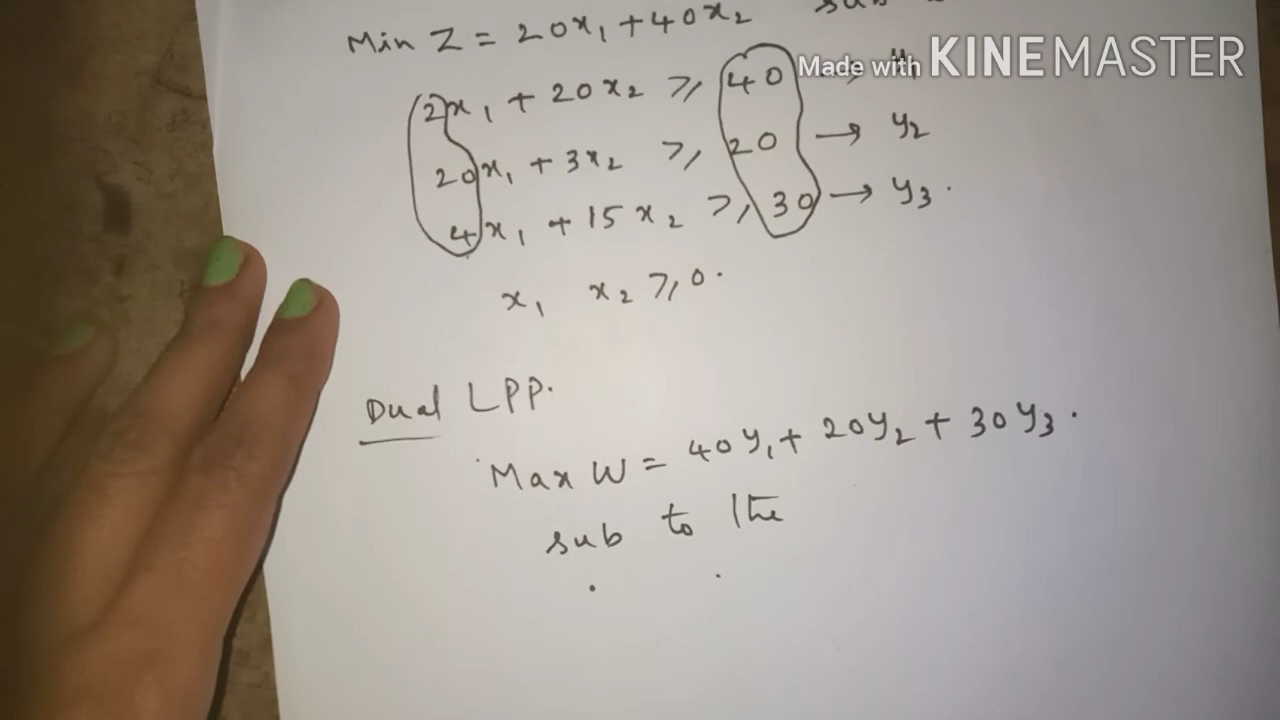 Min Z = 20x₁ + 40x₂ sub
Made with KINEMASTER
2x₁ + 20x₂ ≥ 40
20x₁ + 3x₂ ≥ 20 → y₂
4x₁ + 15x₂ ≥ 30 → y₃.
x₁ x₂ ≥ 0.
Dual LPP.
Max W = 40y₁ + 20y₂ + 30y₃.
sub to the